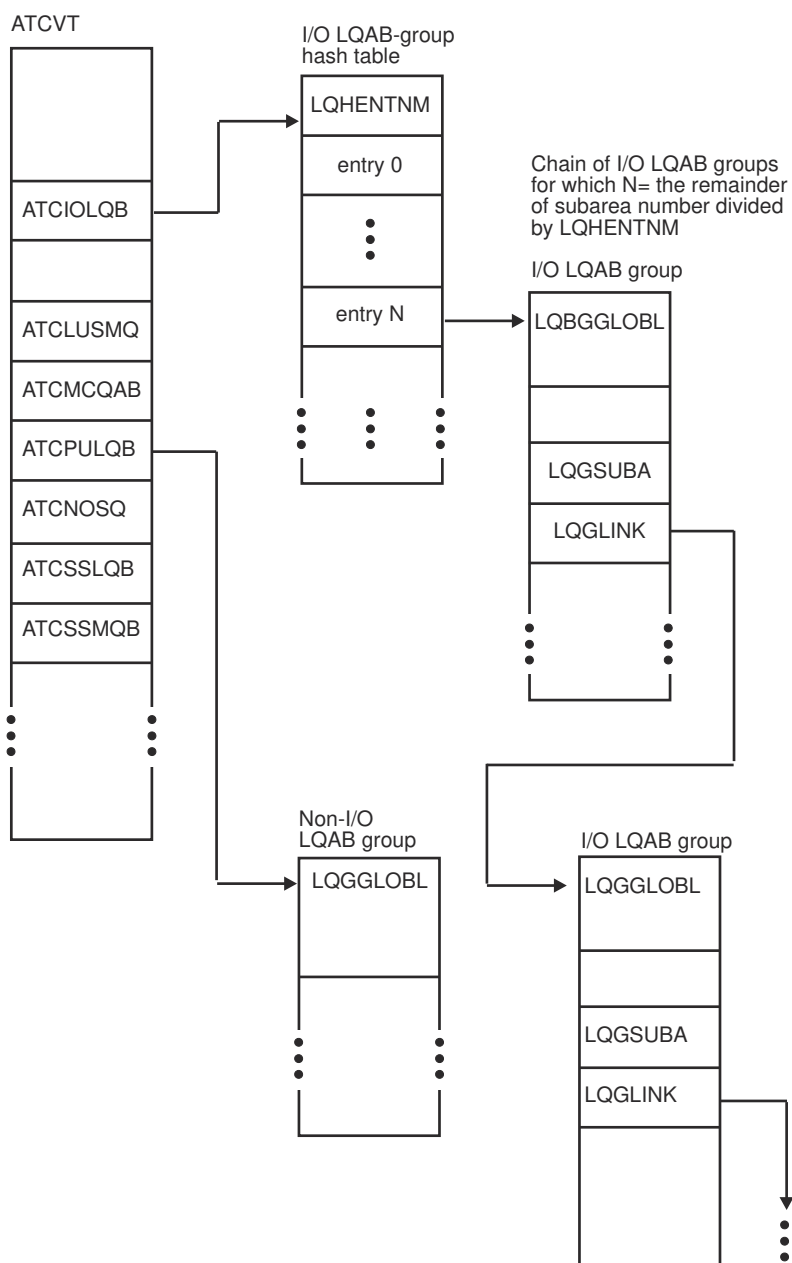 ATCVT
ATCIOLQB
ATCLUSMQ
ATCMCQAB
ATCPULQB
ATCNOSQ
ATCSSLQB
ATCSSMQB
I/O LQAB-group
hash table
LQHENTNM
entry 0
entry N
Chain of I/O LQAB groups
for which N= the remainder
of subarea number divided
by LQHENTNM
I/O LQAB group
LQBGGLOBL
LQGSUBA
LQGLINK
Non-I/O
LQAB group
LQGGLOBL
I/O LQAB group
LQGGLOBL
LQGSUBA
LQGLINK